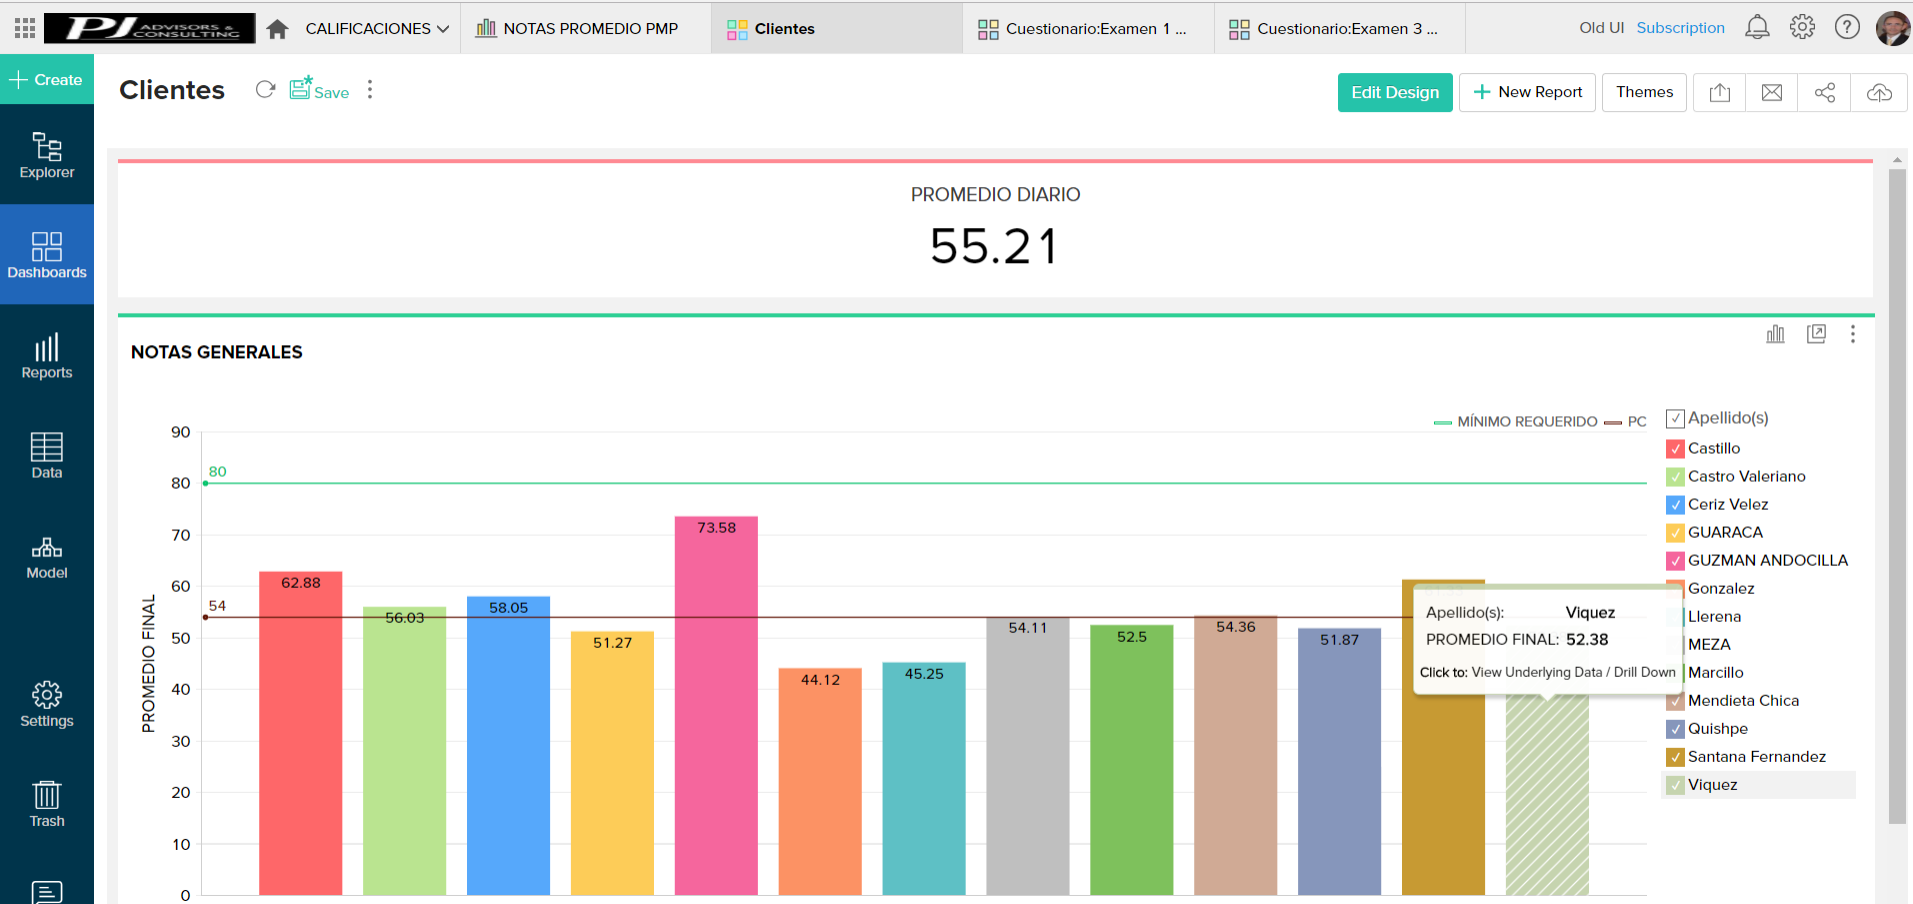 PJ ADVISORS & CONSULTING
CALIFICACIONES
NOTAS PROMEDIO PMP
Clientes
Cuestionario:Examen 1 ...
Cuestionario:Examen 3 ...
Old UI
Subscription
Create
Explorer
Dashboards
Reports
Data
Model
Settings
Trash
Clientes
Save
Edit Design
New Report
Themes
PROMEDIO DIARIO
55.21
NOTAS GENERALES
MÍNIMO REQUERIDO
PC
PROMEDIO FINAL
90
80
70
60
50
40
30
20
10
0
80
54
62.88
56.03
58.05
51.27
73.58
44.12
45.25
54.11
52.5
54.36
51.87
Apellido(s): Viquez
PROMEDIO FINAL: 52.38
Click to: View Underlying Data / Drill Down
Apellido(s)
Castillo
Castro Valeriano
Ceriz Velez
GUARACA
GUZMAN ANDOCILLA
Gonzalez
Llerena
MEZA
Marcillo
Mendieta Chica
Quishpe
Santana Fernandez
Viquez